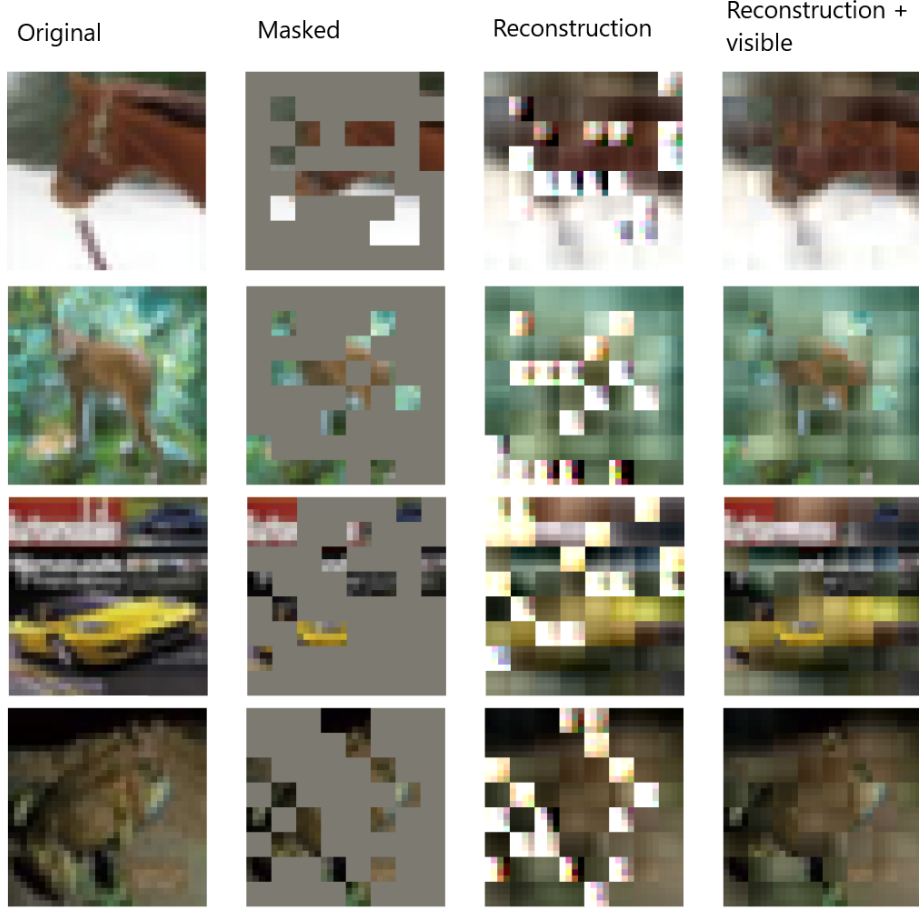 Original
Masked
Reconstruction
Reconstruction +
visible